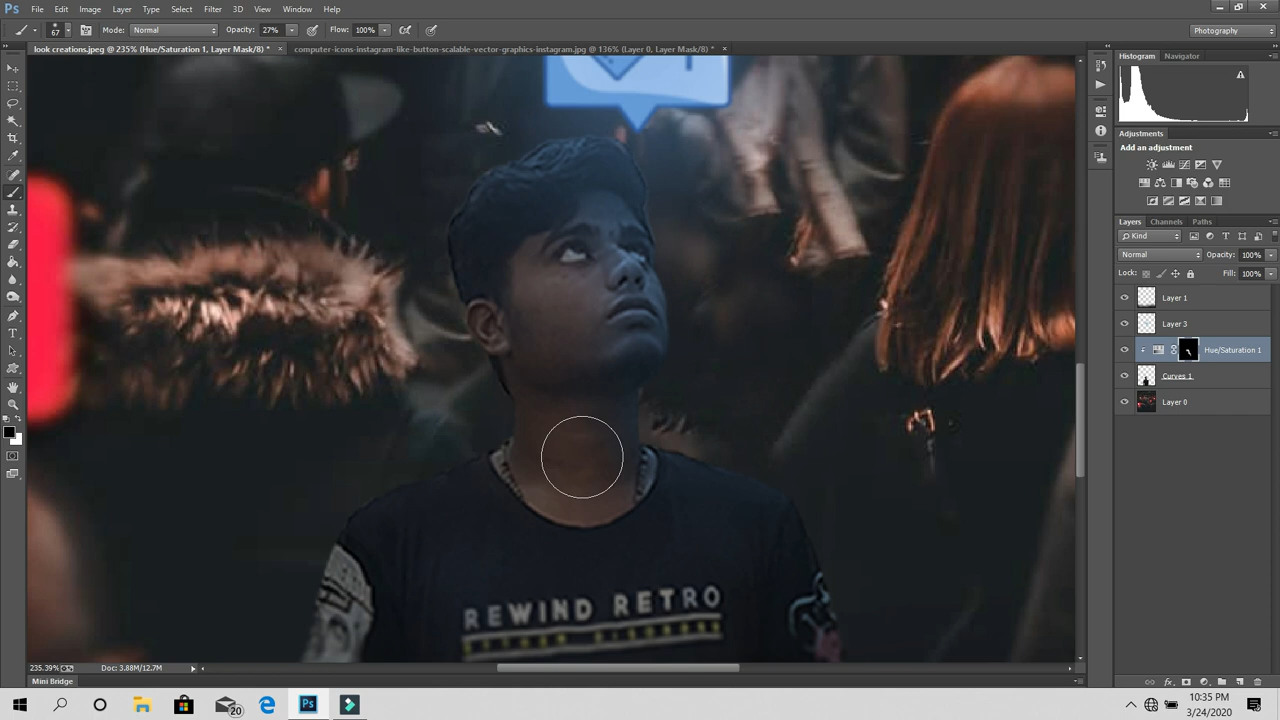 Ps File Edit Image Layer Type Select Filter 3D View Window Help
67 Mode: Normal Opacity: 27% Flow: 100% Photography
look creations.jpeg @ 235% (Hue/Saturation 1, Layer Mask/8) * × computer-icons-instagram-like-button-scalable-vector-graphics-instagram.jpg @ 136% (Layer 0, Layer Mask/8) * ×
Histogram Navigator
Adjustments
Add an adjustment
Layers Channels Paths
Kind
Normal Opacity: 100%
Lock: Fill: 100%
Layer 1
Layer 3
Hue/Saturation 1
Curves 1
Layer 0
REWIND RETRO
235.39% Doc: 3.88M/12.7M
Mini Bridge
20
Ps
10:35 PM
3/24/2020